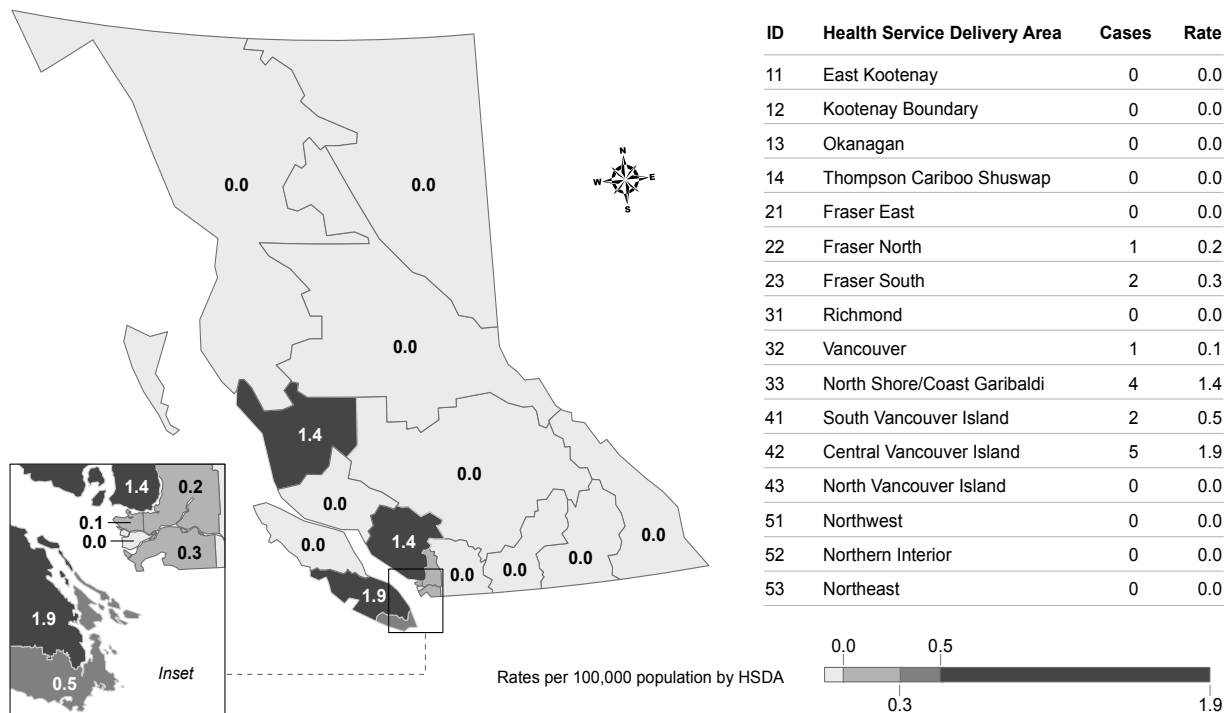 ID Health Service Delivery Area Cases Rate
11 East Kootenay 0 0.0
12 Kootenay Boundary 0 0.0
13 Okanagan 0 0.0
14 Thompson Cariboo Shuswap 0 0.0
21 Fraser East 0 0.0
22 Fraser North 1 0.2
23 Fraser South 2 0.3
31 Richmond 0 0.0
32 Vancouver 1 0.1
33 North Shore/Coast Garibaldi 4 1.4
41 South Vancouver Island 2 0.5
42 Central Vancouver Island 5 1.9
43 North Vancouver Island 0 0.0
51 Northwest 0 0.0
52 Northern Interior 0 0.0
53 Northeast 0 0.0
N
W E
S
0.0
0.0
0.0
1.4
0.0
0.0
0.0
1.4
0.0
0.0
0.0
0.0
1.9
1.4
0.2
0.1
0.0
0.3
1.9
0.5
Inset
Rates per 100,000 population by HSDA
0.0 0.5
0.3 1.9